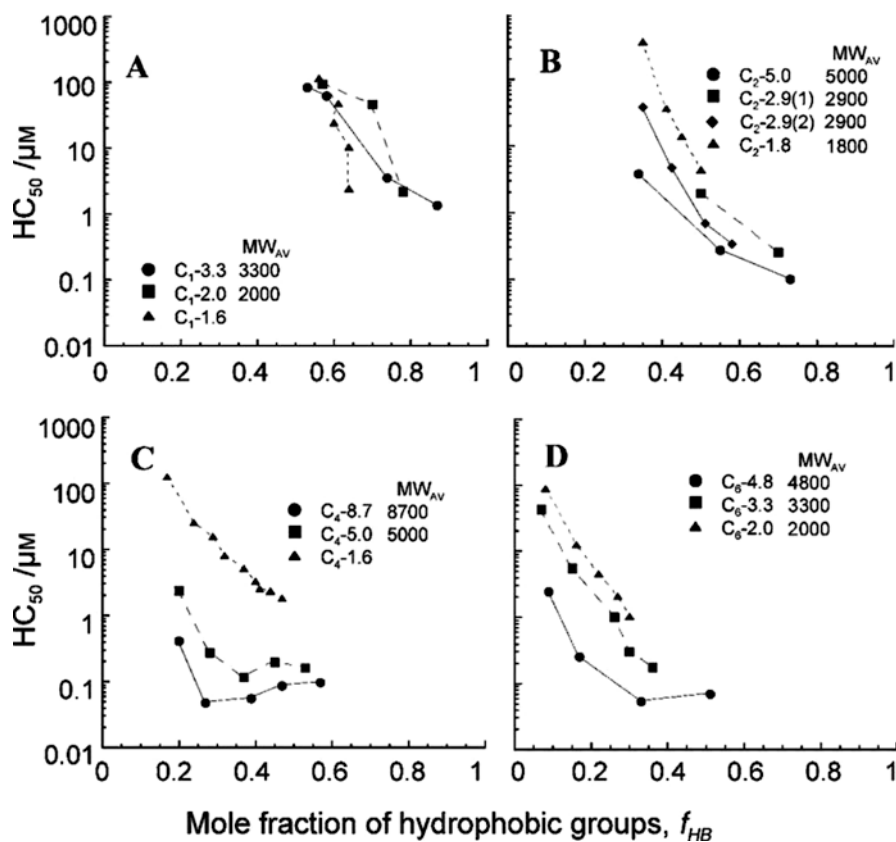 1000
100
10
1
0.1
0.01
HC50 /µM
A
MWAV
C1-3.3 3300
C1-2.0 2000
C1-1.6
0 0.2 0.4 0.6 0.8 1
B
MWAV
C2-5.0 5000
C2-2.9(1) 2900
C2-2.9(2) 2900
C2-1.8 1800
0 0.2 0.4 0.6 0.8 1
1000
100
10
1
0.1
0.01
HC50 /µM
C
MWAV
C4-8.7 8700
C4-5.0 5000
C4-1.6
0 0.2 0.4 0.6 0.8 1
D
MWAV
C6-4.8 4800
C6-3.3 3300
C6-2.0 2000
0 0.2 0.4 0.6 0.8 1
Mole fraction of hydrophobic groups, fHB